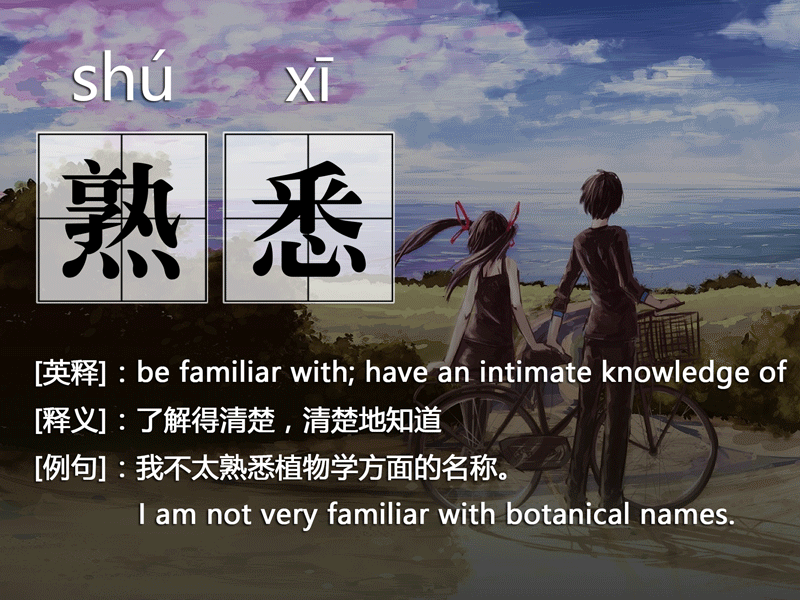 shú xī
熟悉
[英释]：be familiar with; have an intimate knowledge of
[释义]：了解得清楚，清楚地知道
[例句]：我不太熟悉植物学方面的名称。
I am not very familiar with botanical names.